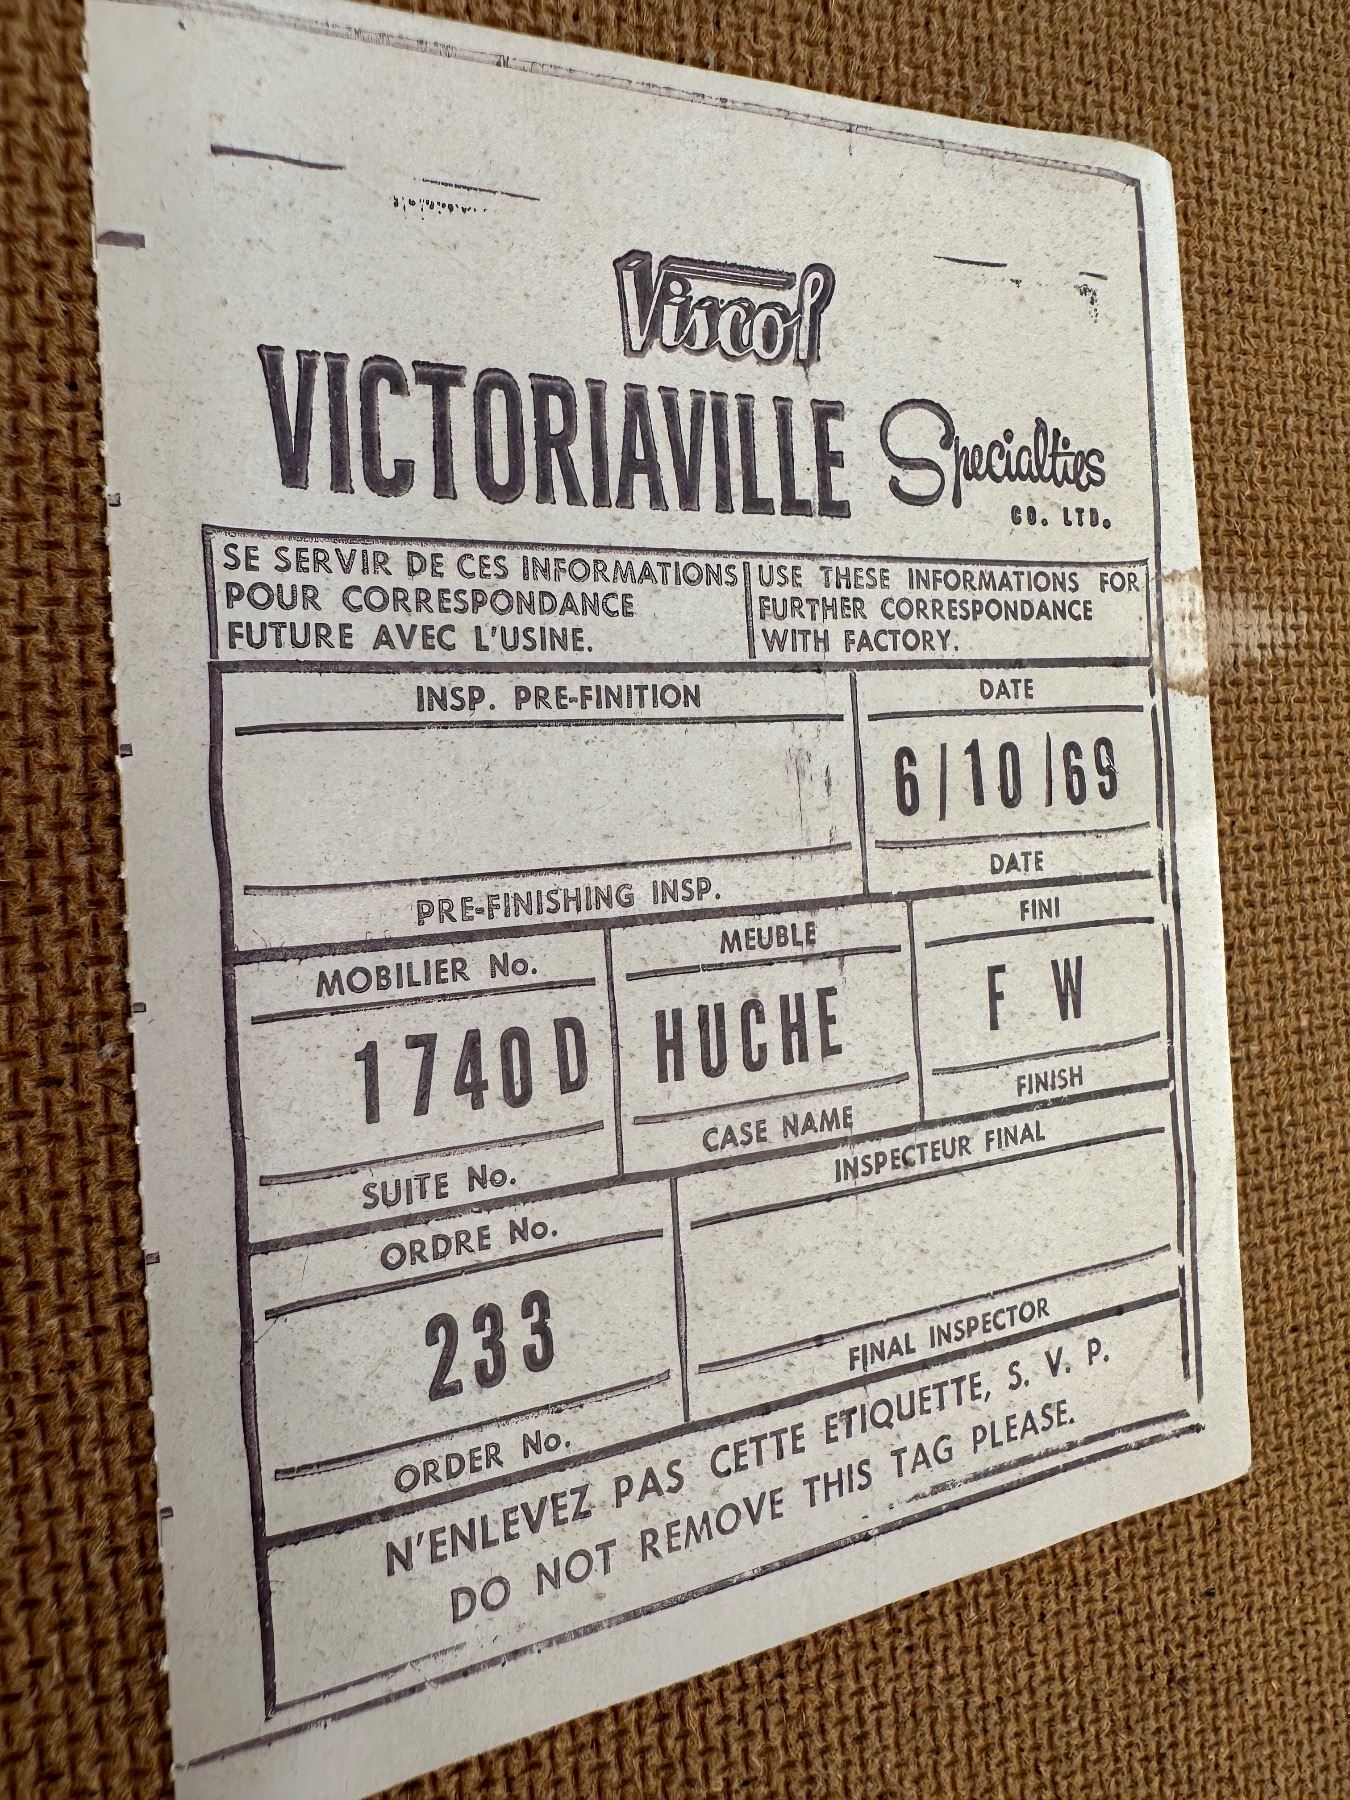 Viscol
VICTORIAVILLE Specialties
CO. LTD.
SE SERVIR DE CES INFORMATIONS
POUR CORRESPONDANCE
FUTURE AVEC L'USINE.
USE THESE INFORMATIONS FOR
FURTHER CORRESPONDANCE
WITH FACTORY.
INSP. PRE-FINITION
PRE-FINISHING INSP.
DATE
6/10/69
DATE
MOBILIER No.
1740D
SUITE No.
MEUBLE
HUCHE
CASE NAME
FINI
F W
FINISH
ORDRE No.
233
ORDER No.
INSPECTEUR FINAL
FINAL INSPECTOR
N'ENLEVEZ PAS CETTE ETIQUETTE, S. V. P.
DO NOT REMOVE THIS TAG PLEASE.